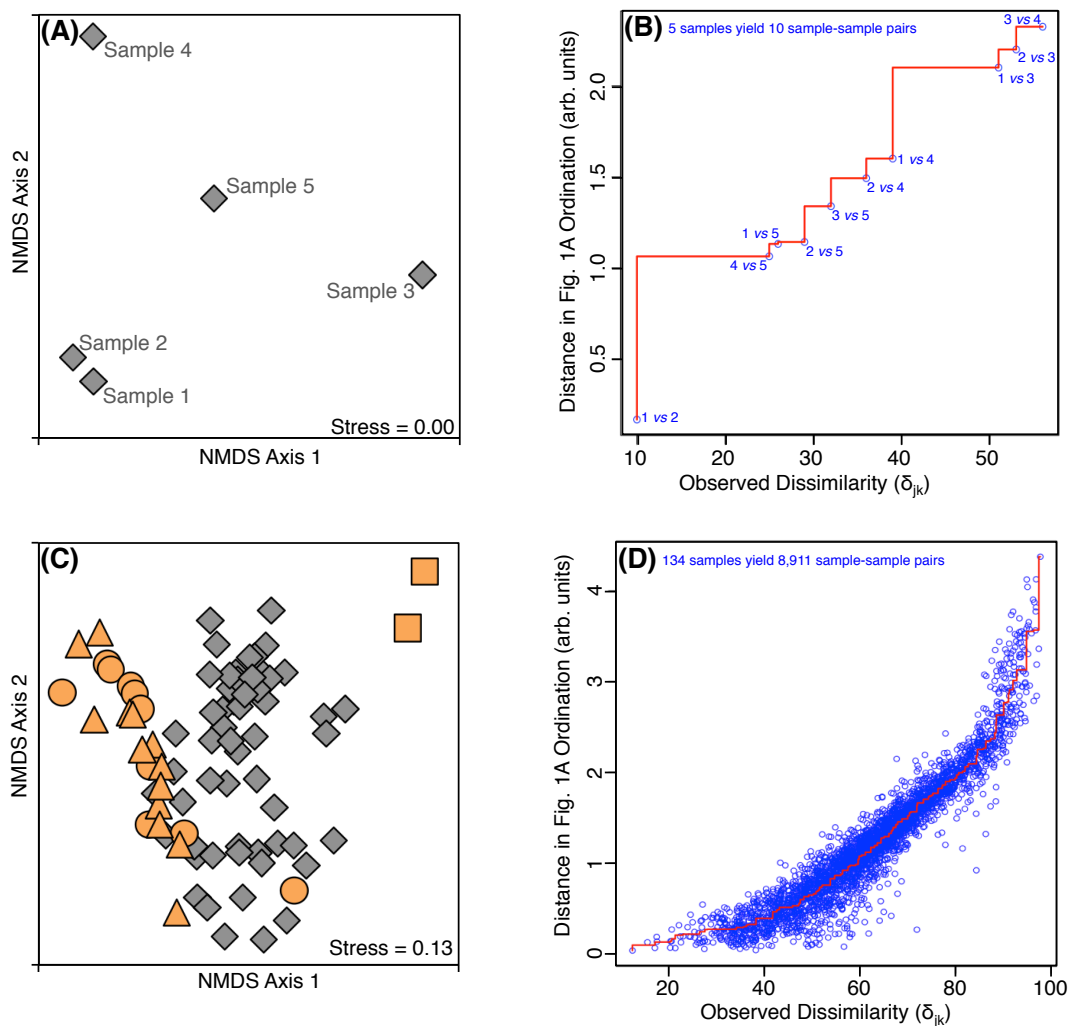 (A)
Sample 4
Sample 5
Sample 3
Sample 2
Sample 1
Stress = 0.00
NMDS Axis 2
NMDS Axis 1
(B) 5 samples yield 10 sample-sample pairs
3 vs 4
2 vs 3
1 vs 3
1 vs 4
2 vs 4
3 vs 5
1 vs 5
2 vs 5
4 vs 5
1 vs 2
Distance in Fig. 1A Ordination (arb. units)
2.0
1.5
1.0
0.5
10 20 30 40 50
Observed Dissimilarity (δjk)
(C)
Stress = 0.13
NMDS Axis 2
NMDS Axis 1
(D) 134 samples yield 8,911 sample-sample pairs
Distance in Fig. 1A Ordination (arb. units)
4
3
2
1
0
20 40 60 80 100
Observed Dissimilarity (δjk)